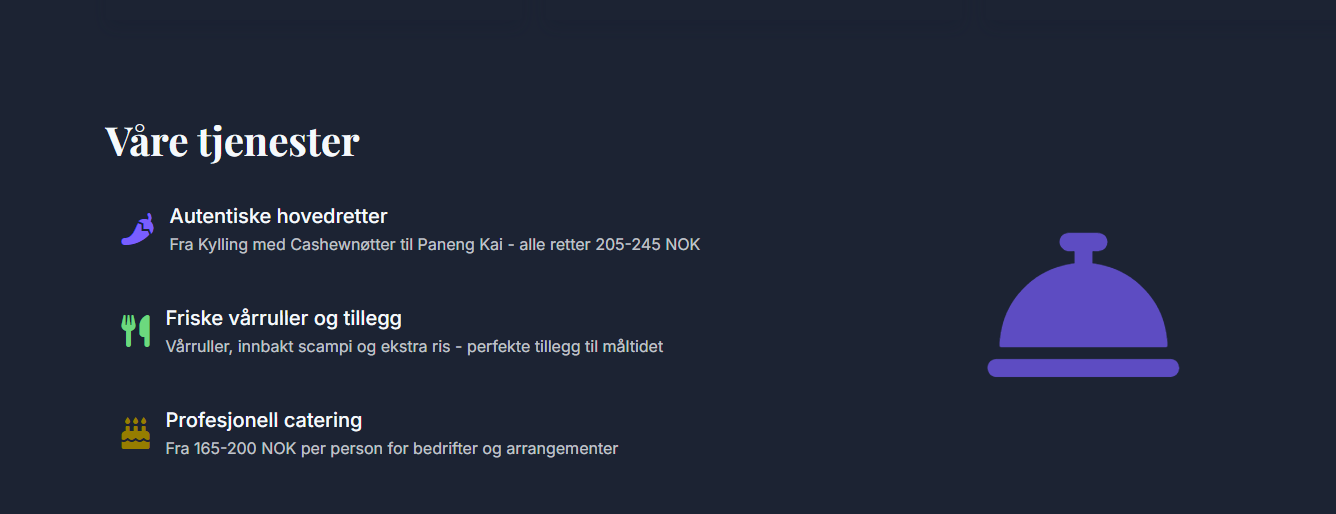 Våre tjenester
Autentiske hovedretter
Fra Kylling med Cashewnøtter til Paneng Kai - alle retter 205-245 NOK
Friske vårruller og tillegg
Vårruller, innbakt scampi og ekstra ris - perfekte tillegg til måltidet
Profesjonell catering
Fra 165-200 NOK per person for bedrifter og arrangementer